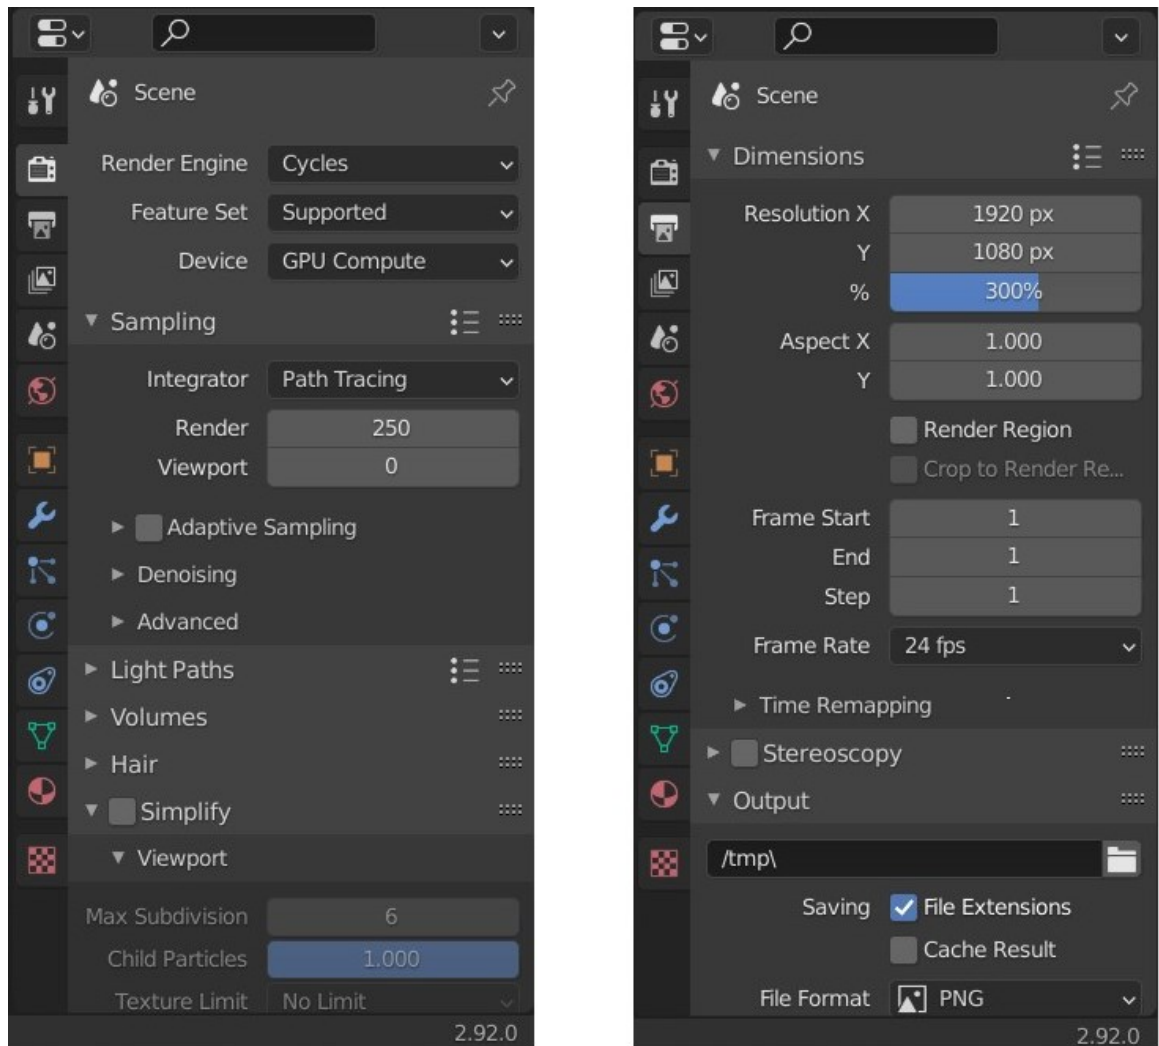 Scene
Render Engine Cycles
Feature Set Supported
Device GPU Compute
Sampling
Integrator Path Tracing
Render 250
Viewport 0
Adaptive Sampling
Denoising
Advanced
Light Paths
Volumes
Hair
Simplify
Viewport
Max Subdivision 6
Child Particles 1.000
Texture Limit No Limit
2.92.0
Scene
Dimensions
Resolution X 1920 px
Y 1080 px
% 300%
Aspect X 1.000
Y 1.000
Render Region
Crop to Render Re...
Frame Start 1
End 1
Step 1
Frame Rate 24 fps
Time Remapping
Stereoscopy
Output
/tmp\
Saving File Extensions
Cache Result
File Format PNG
2.92.0